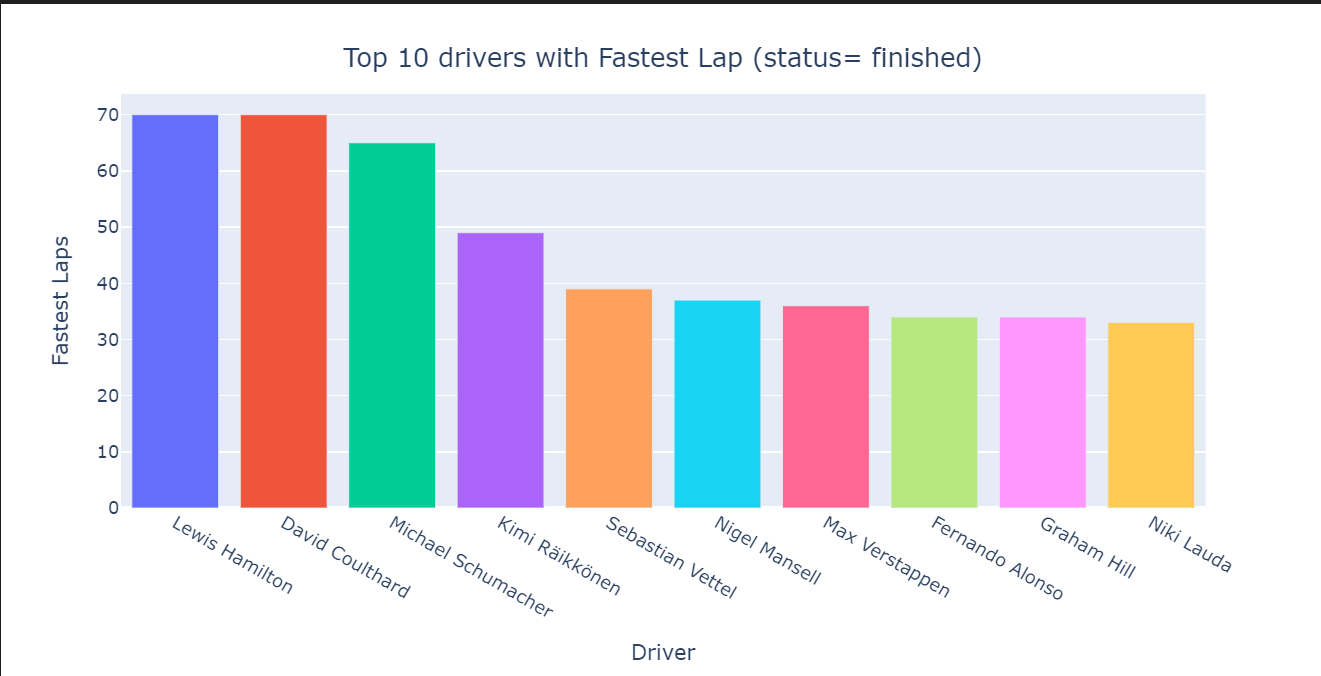 Top 10 drivers with Fastest Lap (status= finished)
70
60
50
40
30
20
10
0
Fastest Laps
Lewis Hamilton
David Coulthard
Michael Schumacher
Kimi Räikkönen
Sebastian Vettel
Nigel Mansell
Max Verstappen
Fernando Alonso
Graham Hill
Niki Lauda
Driver